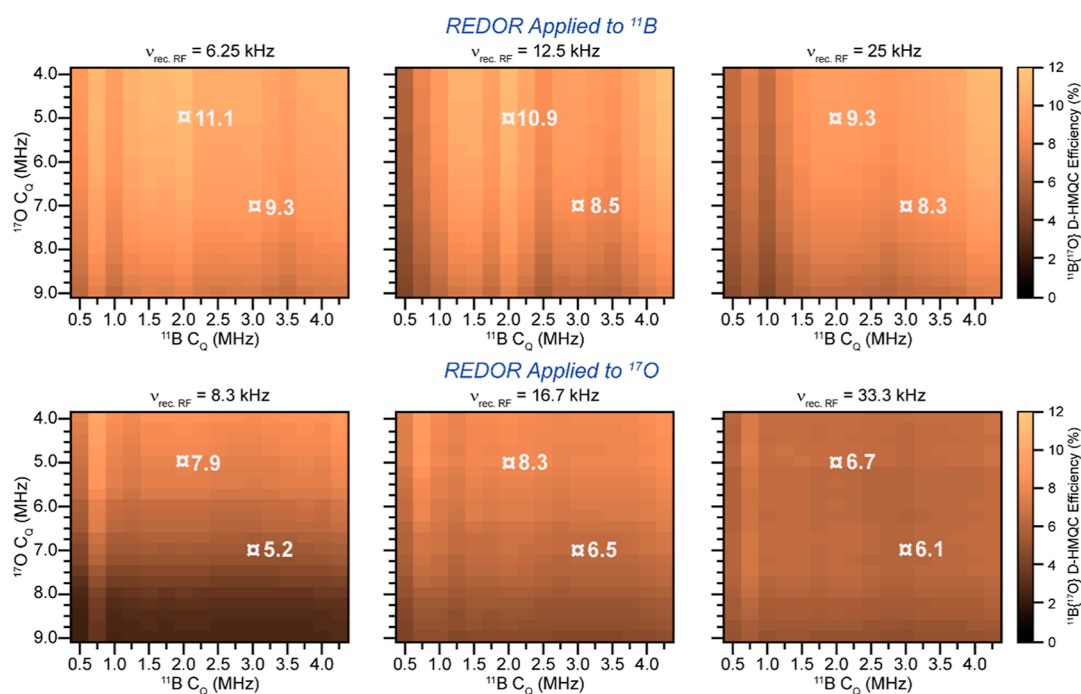 REDOR Applied to ¹¹B
ν rec. RF = 6.25 kHz
ν rec. RF = 12.5 kHz
ν rec. RF = 25 kHz
¹⁷O C_Q (MHz)
4.0
5.0
6.0
7.0
8.0
9.0
¤11.1
¤9.3
¤10.9
¤8.5
¤9.3
¤8.3
12
10
8
6
4
2
0
¹¹B{¹⁷O} D-HMQC Efficiency (%)
0.5 1.0 1.5 2.0 2.5 3.0 3.5 4.0
0.5 1.0 1.5 2.0 2.5 3.0 3.5 4.0
0.5 1.0 1.5 2.0 2.5 3.0 3.5 4.0
¹¹B C_Q (MHz)
¹¹B C_Q (MHz)
¹¹B C_Q (MHz)
REDOR Applied to ¹⁷O
ν rec. RF = 8.3 kHz
ν rec. RF = 16.7 kHz
ν rec. RF = 33.3 kHz
¹⁷O C_Q (MHz)
4.0
5.0
6.0
7.0
8.0
9.0
¤7.9
¤5.2
¤8.3
¤6.5
¤6.7
¤6.1
12
10
8
6
4
2
0
¹¹B{¹⁷O} D-HMQC Efficiency (%)
0.5 1.0 1.5 2.0 2.5 3.0 3.5 4.0
0.5 1.0 1.5 2.0 2.5 3.0 3.5 4.0
0.5 1.0 1.5 2.0 2.5 3.0 3.5 4.0
¹¹B C_Q (MHz)
¹¹B C_Q (MHz)
¹¹B C_Q (MHz)